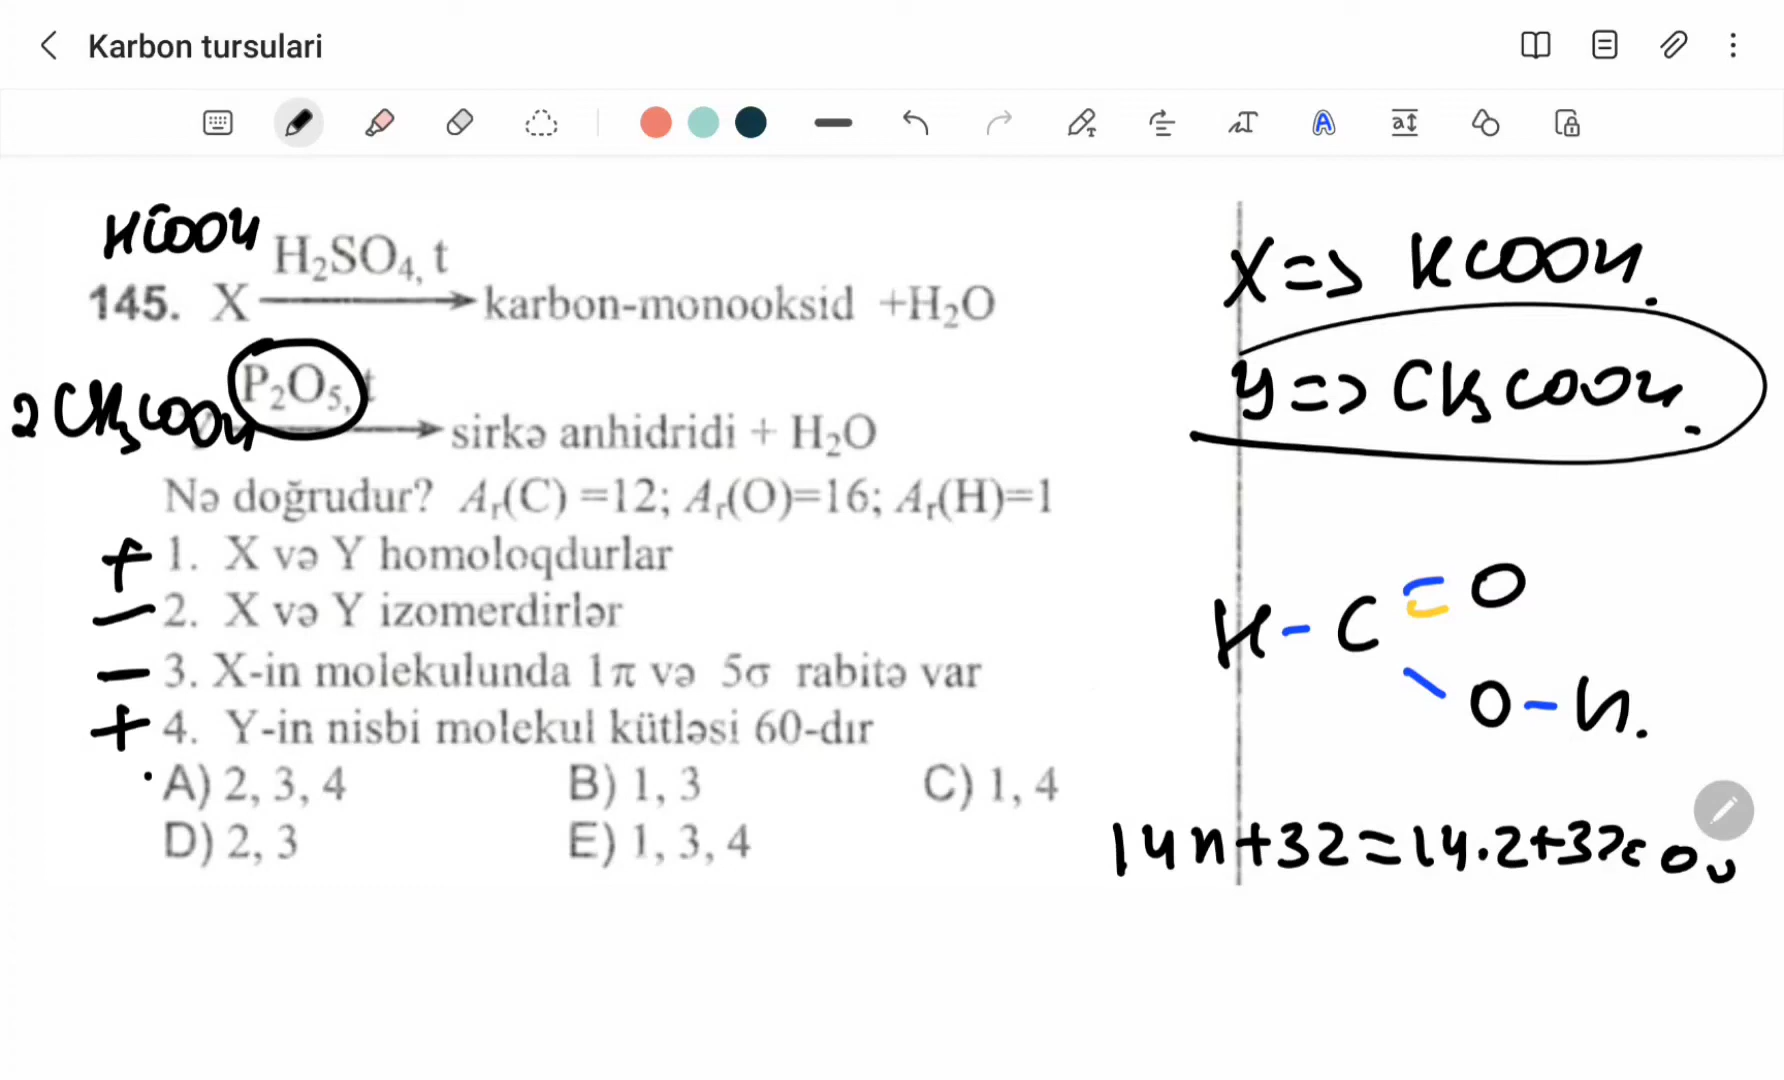 Karbon tursulari
HCOOH
H₂SO₄, t
145. X ⟶ karbon-monooksid +H₂O
P₂O₅, t
2CH₃COOH ⟶ sirkə anhidridi + H₂O
Nə doğrudur? Aᵣ(C) =12; Aᵣ(O)=16; Aᵣ(H)=1
+ 1. X və Y homoloqdurlar
— 2. X və Y izomerdirlər
— 3. X-in molekulunda 1π və 5σ rabitə var
+ 4. Y-in nisbi molekul kütləsi 60-dır
A) 2, 3, 4 B) 1, 3 C) 1, 4
D) 2, 3 E) 1, 3, 4
X => HCOOH.
Y => CH₃COOH.
H-C=O
O-H.
14n+32=14.2+32